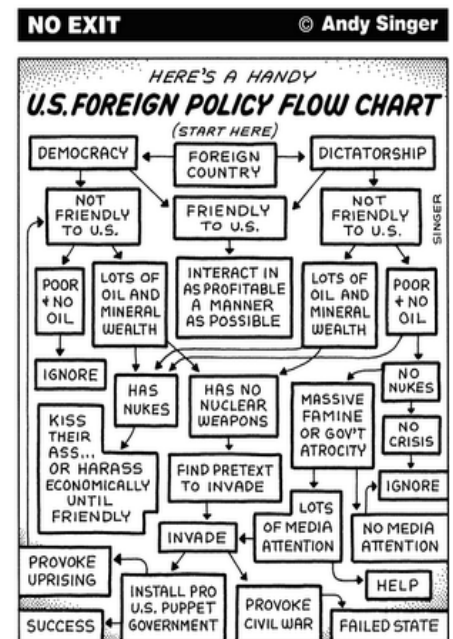 NO EXIT
© Andy Singer
HERE'S A HANDY
U.S. FOREIGN POLICY FLOW CHART
(START HERE)
DEMOCRACY
FOREIGN
COUNTRY
DICTATORSHIP
NOT
FRIENDLY
TO U.S.
FRIENDLY
TO U.S.
NOT
FRIENDLY
TO U.S.
SINGER
POOR
+ NO
OIL
LOTS OF
OIL AND
MINERAL
WEALTH
INTERACT IN
AS PROFITABLE
A MANNER
AS POSSIBLE
LOTS OF
OIL AND
MINERAL
WEALTH
POOR
+ NO
OIL
IGNORE
HAS
NUKES
HAS NO
NUCLEAR
WEAPONS
MASSIVE
FAMINE
OR GOV'T
ATROCITY
NO
NUKES
NO
CRISIS
KISS
THEIR
ASS...
OR HARASS
ECONOMICALLY
UNTIL
FRIENDLY
FIND PRETEXT
TO INVADE
IGNORE
INVADE
LOTS
OF MEDIA
ATTENTION
NO MEDIA
ATTENTION
PROVOKE
UPRISING
INSTALL PRO
U.S. PUPPET
GOVERNMENT
PROVOKE
CIVIL WAR
HELP
SUCCESS
FAILED STATE